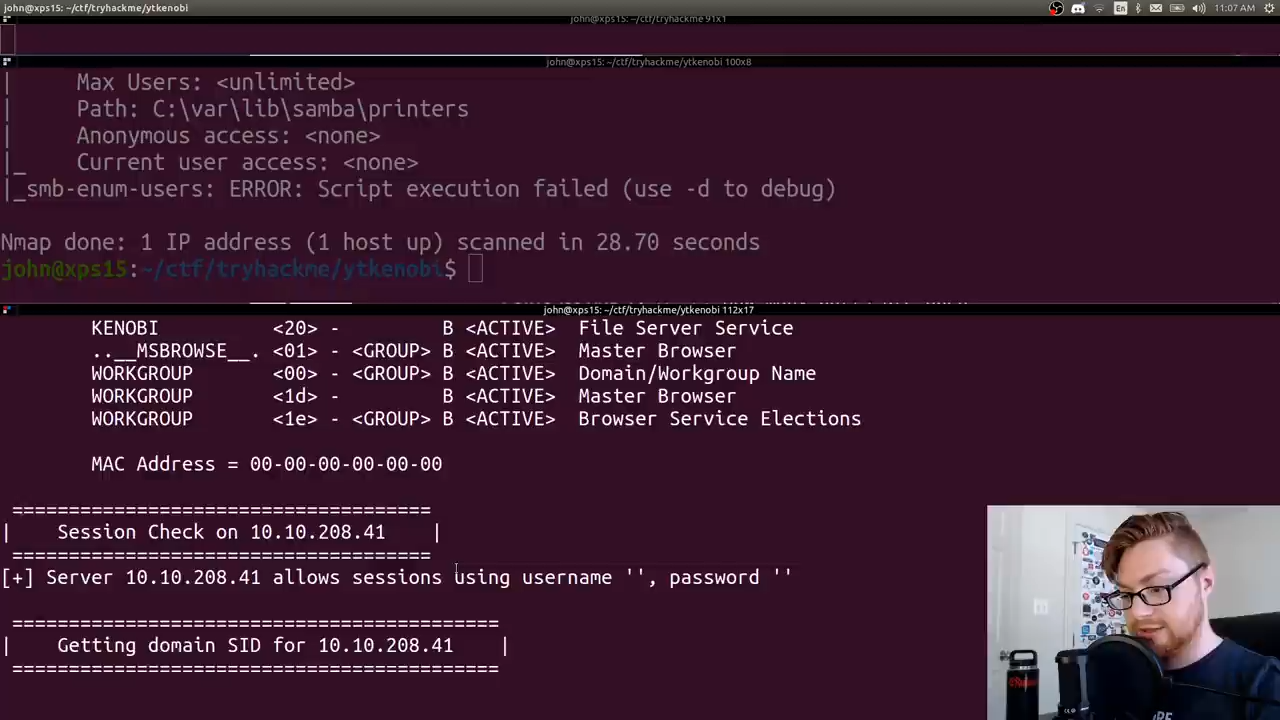 john@xps15: ~/ctf/tryhackme/ytkenobi
En
11:07 AM
john@xps15: ~/ctf/tryhackme 91x1
john@xps15: ~/ctf/tryhackme/ytkenobi 100x8
|     Max Users: <unlimited>
|     Path: C:\var\lib\samba\printers
|     Anonymous access: <none>
|_    Current user access: <none>
|_smb-enum-users: ERROR: Script execution failed (use -d to debug)
Nmap done: 1 IP address (1 host up) scanned in 28.70 seconds
john@xps15:~/ctf/tryhackme/ytkenobi$
john@xps15: ~/ctf/tryhackme/ytkenobi 112x17
KENOBI          <20> -         B <ACTIVE>  File Server Service
..__MSBROWSE__. <01> - <GROUP> B <ACTIVE>  Master Browser
WORKGROUP       <00> - <GROUP> B <ACTIVE>  Domain/Workgroup Name
WORKGROUP       <1d> -         B <ACTIVE>  Master Browser
WORKGROUP       <1e> - <GROUP> B <ACTIVE>  Browser Service Elections
MAC Address = 00-00-00-00-00-00
=====================================
|    Session Check on 10.10.208.41    |
=====================================
[+] Server 10.10.208.41 allows sessions using username '', password ''
===========================================
|    Getting domain SID for 10.10.208.41    |
===========================================